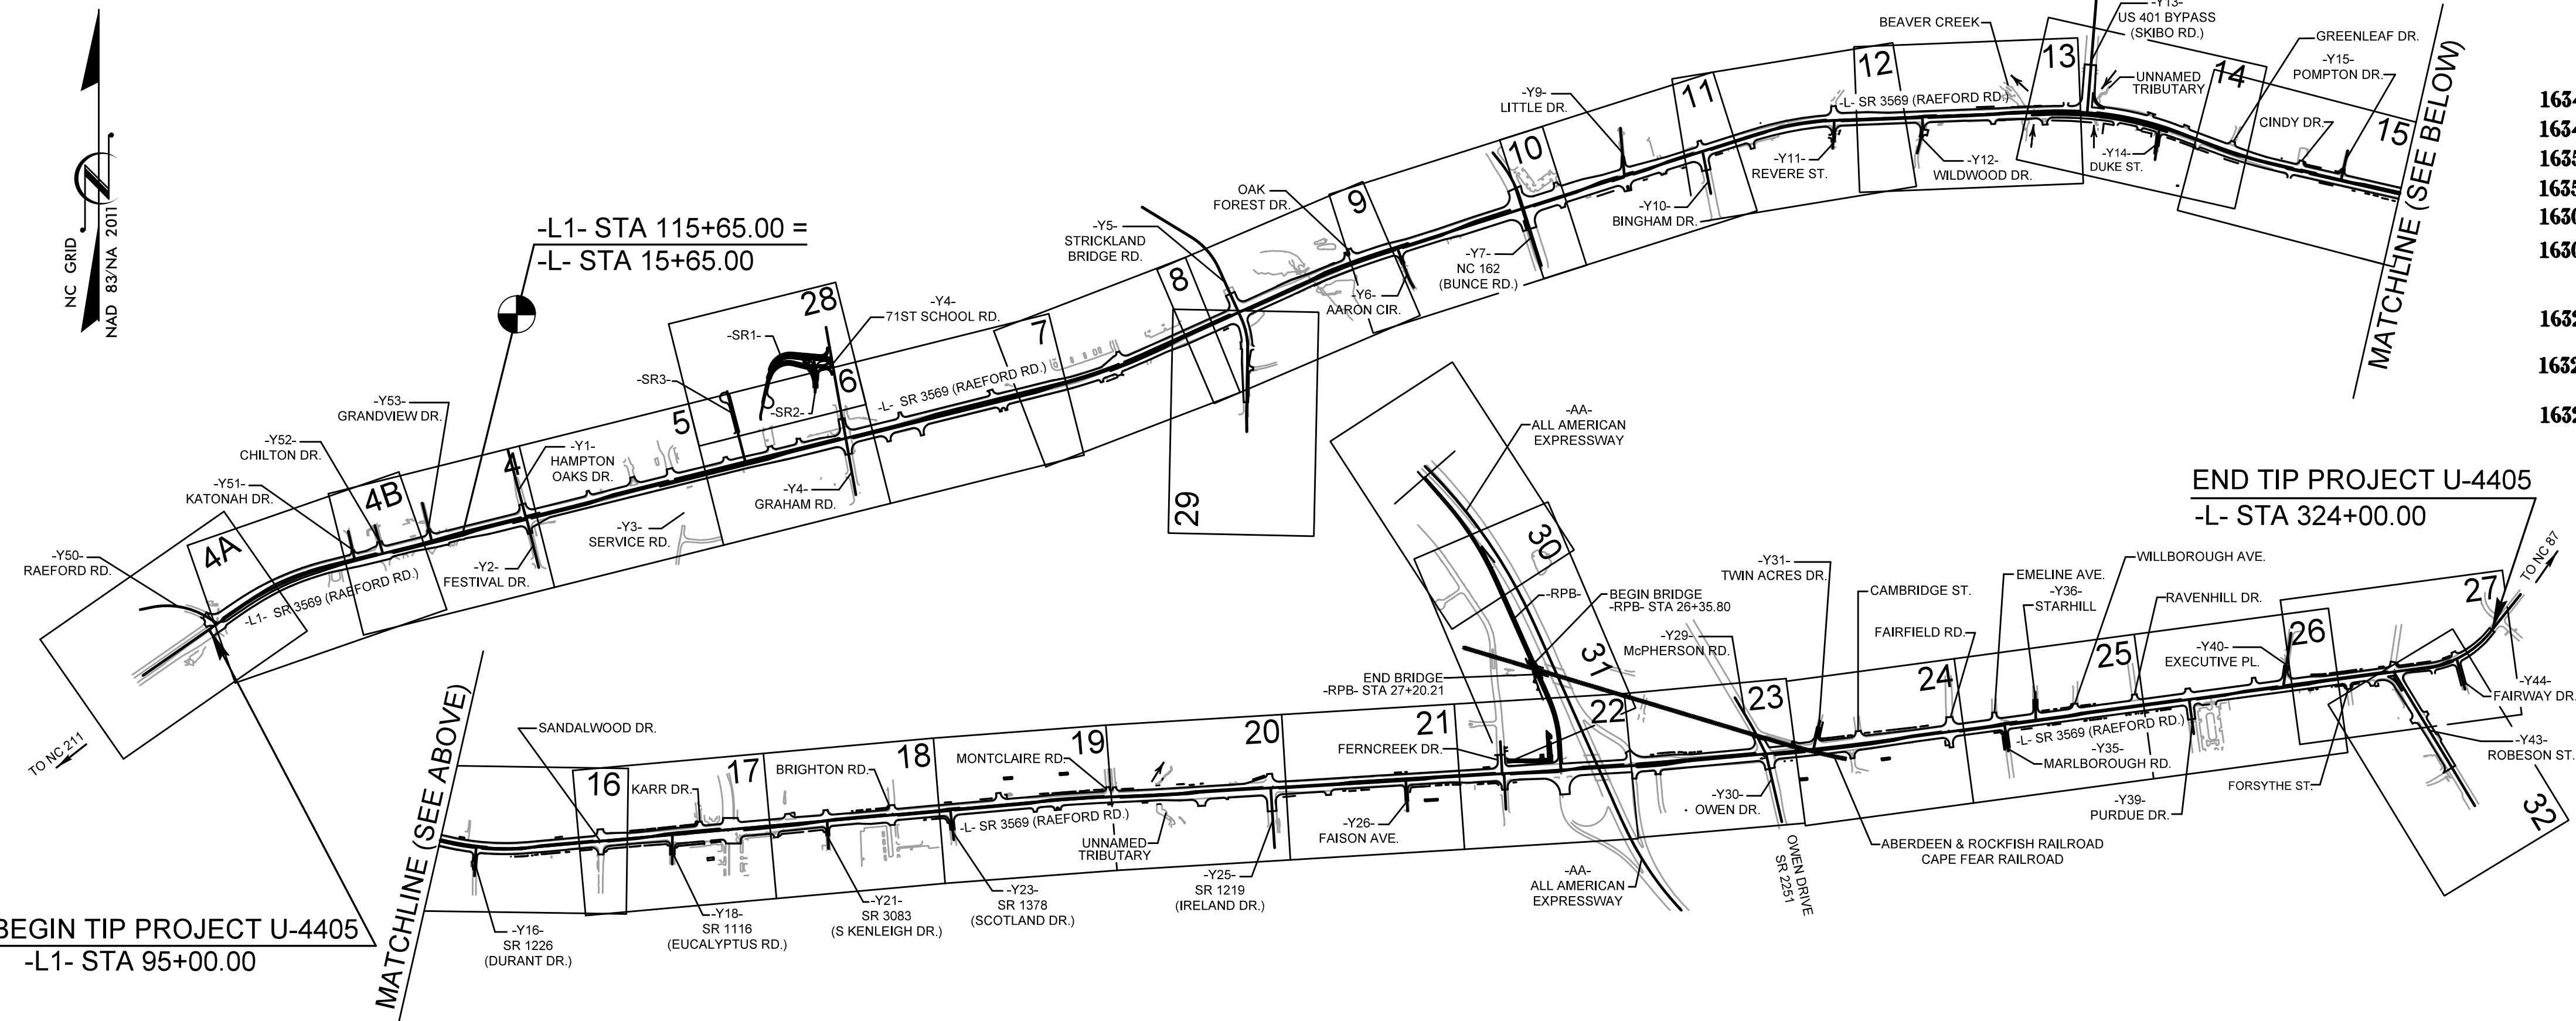 NC GRID
NAD 83/NA 2011
-L1- STA 115+65.00 =
-L- STA 15+65.00
-Y50-
RAEFORD RD.
4A
-L1- SR 3569 (RAEFORD RD.)
TO NC 211
-Y51-
KATONAH DR.
4B
-Y52-
CHILTON DR.
-Y53-
GRANDVIEW DR.
4
-Y1-
HAMPTON
OAKS DR.
-Y2-
FESTIVAL DR.
5
-Y3-
SERVICE RD.
-SR3-
-SR1-
-SR2-
28
-Y4-
71ST SCHOOL RD.
6
-Y4-
GRAHAM RD.
-L- SR 3569 (RAEFORD RD.)
7
8
-Y5-
STRICKLAND
BRIDGE RD.
29
OAK
FOREST DR.
9
-Y6-
AARON CIR.
10
-Y7-
NC 162
(BUNCE RD.)
-Y9-
LITTLE DR.
11
-Y10-
BINGHAM DR.
-Y11-
REVERE ST.
12
-L- SR 3569 (RAEFORD RD.)
-Y12-
WILDWOOD DR.
BEAVER CREEK
13
-Y13-
US 401 BYPASS
(SKIBO RD.)
UNNAMED
TRIBUTARY
-Y14-
DUKE ST.
14
GREENLEAF DR.
CINDY DR.
-Y15-
POMPTON DR.
15
MATCHLINE (SEE BELOW)
163
163
163
163
163
163
163
163
163
BEGIN TIP PROJECT U-4405
-L1- STA 95+00.00
MATCHLINE (SEE ABOVE)
-Y16-
SR 1226
(DURANT DR.)
SANDALWOOD DR.
16
KARR DR.
17
-Y18-
SR 1116
(EUCALYPTUS RD.)
BRIGHTON RD.
18
-Y21-
SR 3083
(S KENLEIGH DR.)
-Y23-
SR 1378
(SCOTLAND DR.)
MONTCLAIRE RD.
19
-L- SR 3569 (RAEFORD RD.)
UNNAMED
TRIBUTARY
20
-Y25-
SR 1219
(IRELAND DR.)
21
-Y26-
FAISON AVE.
FERNCREEK DR.
22
-AA-
ALL AMERICAN
EXPRESSWAY
30
-RPB-
BEGIN BRIDGE
-RPB- STA 26+35.80
END BRIDGE
-RPB- STA 27+20.21
31
-AA-
ALL AMERICAN
EXPRESSWAY
-Y29-
McPHERSON RD.
23
-Y30-
OWEN DR.
OWEN DRIVE
SR 2251
-Y31-
TWIN ACRES DR.
CAMBRIDGE ST.
ABERDEEN & ROCKFISH RAILROAD
CAPE FEAR RAILROAD
FAIRFIELD RD.
24
EMELINE AVE.
-Y36-
STARHILL
-L- SR 3569 (RAEFORD RD.)
-Y35-
MARLBOROUGH RD.
WILLBOROUGH AVE.
25
RAVENHILL DR.
-Y39-
PURDUE DR.
-Y40-
EXECUTIVE PL.
26
FORSYTHE ST.
END TIP PROJECT U-4405
-L- STA 324+00.00
27
TO NC 87
-Y44-
FAIRWAY DR.
-Y43-
ROBESON ST.
32